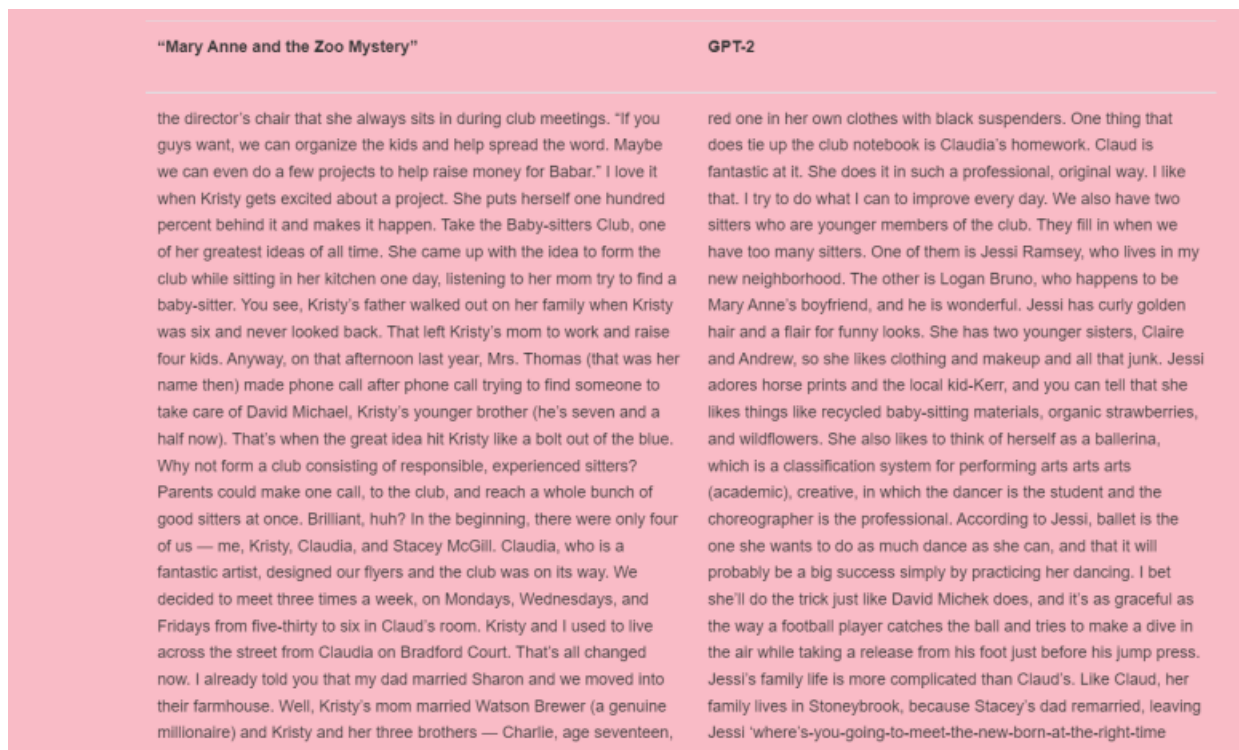 “Mary Anne and the Zoo Mystery”
the director’s chair that she always sits in during club meetings. “If you
guys want, we can organize the kids and help spread the word. Maybe
we can even do a few projects to help raise money for Babar.” I love it
when Kristy gets excited about a project. She puts herself one hundred
percent behind it and makes it happen. Take the Baby-sitters Club, one
of her greatest ideas of all time. She came up with the idea to form the
club while sitting in her kitchen one day, listening to her mom try to find a
baby-sitter. You see, Kristy’s father walked out on her family when Kristy
was six and never looked back. That left Kristy’s mom to work and raise
four kids. Anyway, on that afternoon last year, Mrs. Thomas (that was her
name then) made phone call after phone call trying to find someone to
take care of David Michael, Kristy’s younger brother (he’s seven and a
half now). That’s when the great idea hit Kristy like a bolt out of the blue.
Why not form a club consisting of responsible, experienced sitters?
Parents could make one call, to the club, and reach a whole bunch of
good sitters at once. Brilliant, huh? In the beginning, there were only four
of us — me, Kristy, Claudia, and Stacey McGill. Claudia, who is a
fantastic artist, designed our flyers and the club was on its way. We
decided to meet three times a week, on Mondays, Wednesdays, and
Fridays from five-thirty to six in Claud’s room. Kristy and I used to live
across the street from Claudia on Bradford Court. That’s all changed
now. I already told you that my dad married Sharon and we moved into
their farmhouse. Well, Kristy’s mom married Watson Brewer (a genuine
millionaire) and Kristy and her three brothers — Charlie, age seventeen,
GPT-2
red one in her own clothes with black suspenders. One thing that
does tie up the club notebook is Claudia’s homework. Claud is
fantastic at it. She does it in such a professional, original way. I like
that. I try to do what I can to improve every day. We also have two
sitters who are younger members of the club. They fill in when we
have too many sitters. One of them is Jessi Ramsey, who lives in my
new neighborhood. The other is Logan Bruno, who happens to be
Mary Anne’s boyfriend, and he is wonderful. Jessi has curly golden
hair and a flair for funny looks. She has two younger sisters, Claire
and Andrew, so she likes clothing and makeup and all that junk. Jessi
adores horse prints and the local kid-Kerr, and you can tell that she
likes things like recycled baby-sitting materials, organic strawberries,
and wildflowers. She also likes to think of herself as a ballerina,
which is a classification system for performing arts arts arts
(academic), creative, in which the dancer is the student and the
choreographer is the professional. According to Jessi, ballet is the
one she wants to do as much dance as she can, and that it will
probably be a big success simply by practicing her dancing. I bet
she’ll do the trick just like David Michek does, and it’s as graceful as
the way a football player catches the ball and tries to make a dive in
the air while taking a release from his foot just before his jump press.
Jessi’s family life is more complicated than Claud’s. Like Claud, her
family lives in Stoneybrook, because Stacey’s dad remarried, leaving
Jessi ‘where’s-you-going-to-meet-the-new-born-at-the-right-time